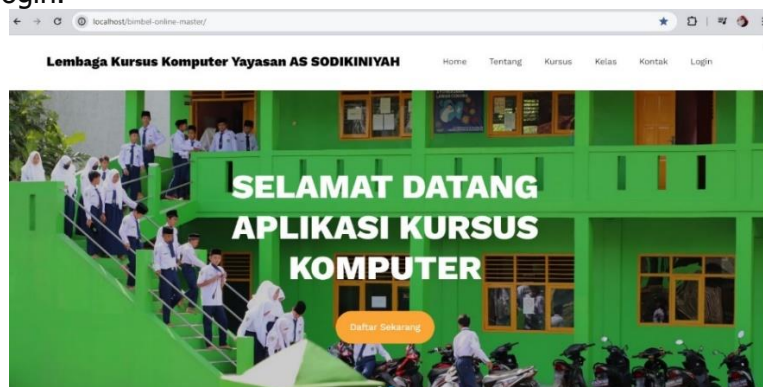 ogin.
localhost/bimbel-online-master/
Lembaga Kursus Komputer Yayasan AS SODIKINIYAH
Home Tentang Kursus Kelas Kontak Login
SELAMAT DATANG
APLIKASI KURSUS
KOMPUTER
Daftar Sekarang